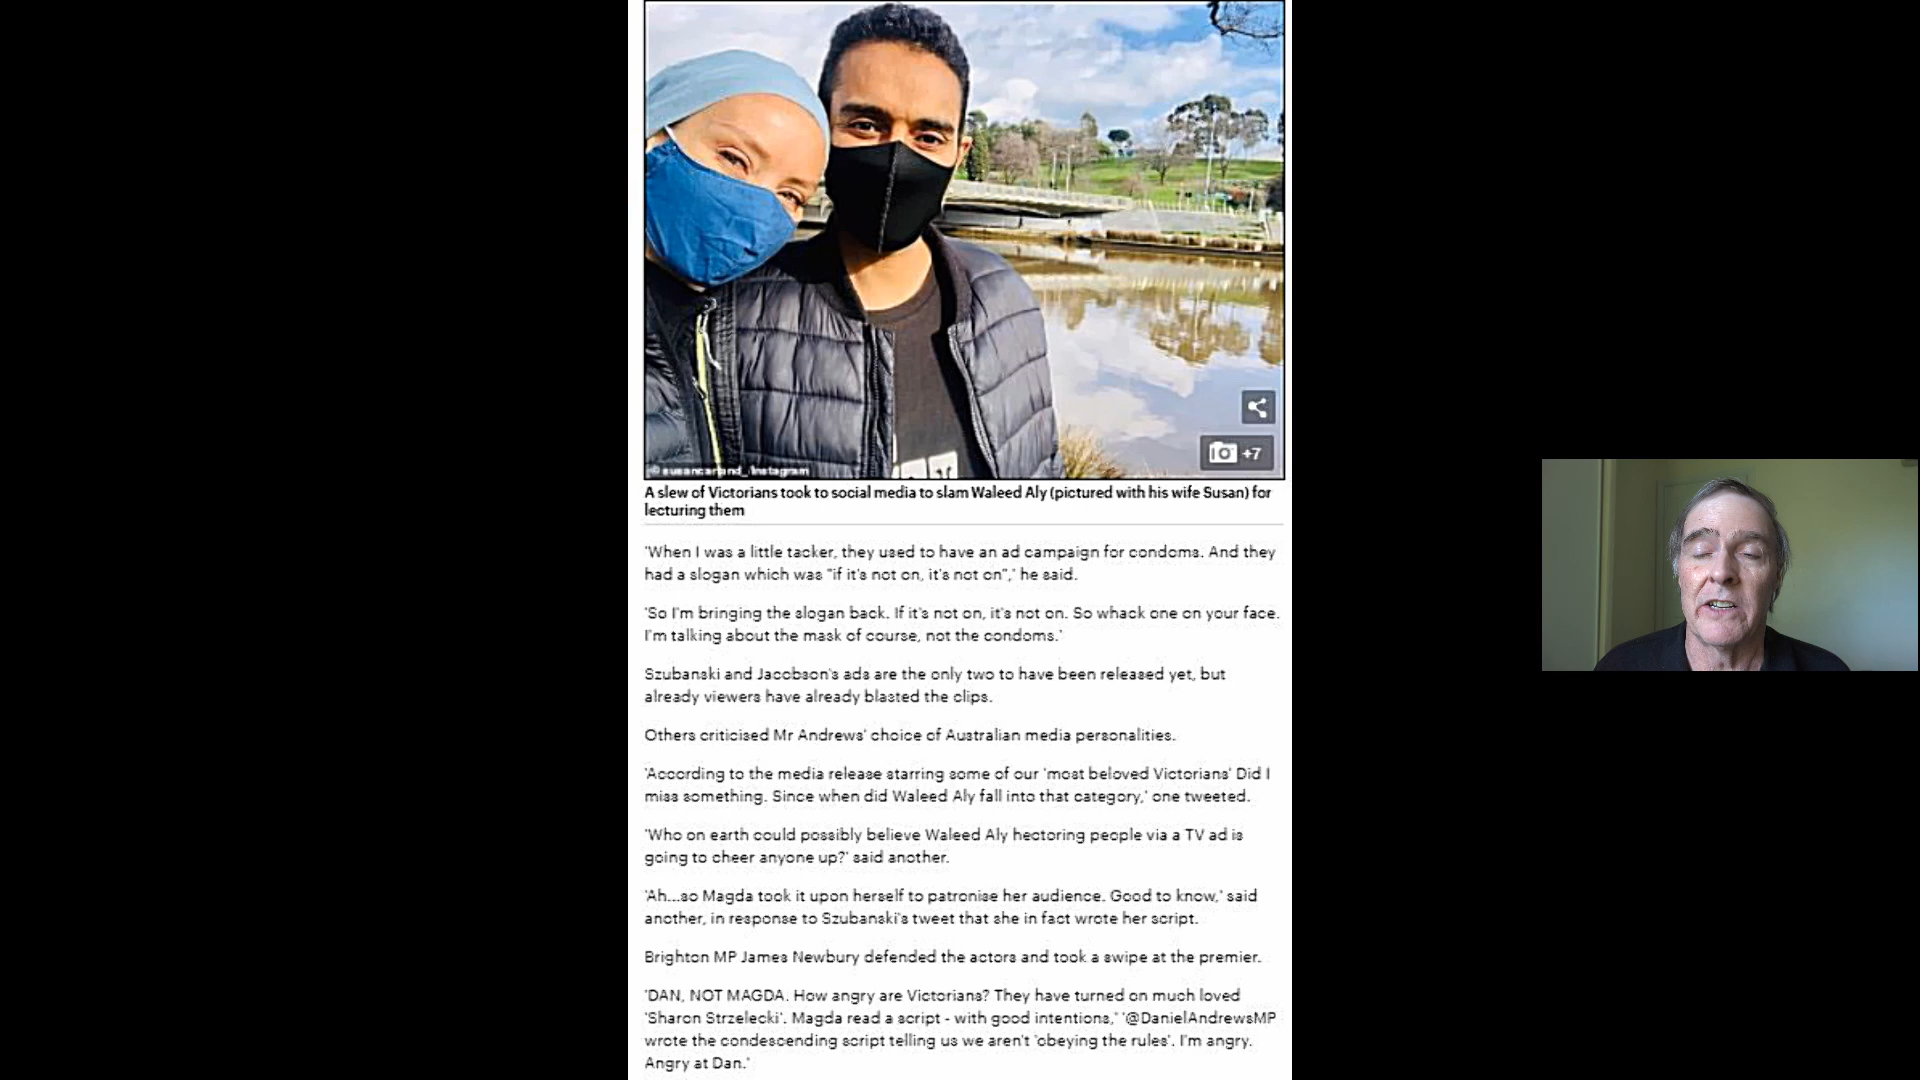 © susancarland_/Instagram
+7
A slew of Victorians took to social media to slam Waleed Aly (pictured with his wife Susan) for
lecturing them
'When I was a little tacker, they used to have an ad campaign for condoms. And they
had a slogan which was "if it's not on, it's not on",' he said.
'So I'm bringing the slogan back. If it's not on, it's not on. So whack one on your face.
I'm talking about the mask of course, not the condoms.'
Szubanski and Jacobson's ads are the only two to have been released yet, but
already viewers have already blasted the clips.
Others criticised Mr Andrews' choice of Australian media personalities.
'According to the media release starring some of our 'most beloved Victorians' Did I
miss something. Since when did Waleed Aly fall into that category,' one tweeted.
'Who on earth could possibly believe Waleed Aly hectoring people via a TV ad is
going to cheer anyone up?' said another.
'Ah...so Magda took it upon herself to patronise her audience. Good to know,' said
another, in response to Szubanski's tweet that she in fact wrote her script.
Brighton MP James Newbury defended the actors and took a swipe at the premier.
'DAN, NOT MAGDA. How angry are Victorians? They have turned on much loved
'Sharon Strzelecki'. Magda read a script - with good intentions,' '@DanielAndrewsMP
wrote the condescending script telling us we aren't 'obeying the rules'. I'm angry.
Angry at Dan.'